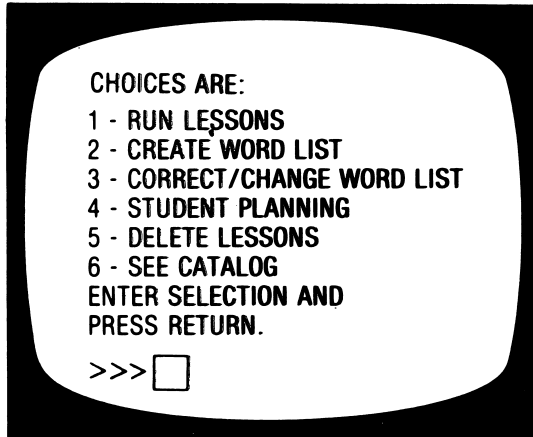 CHOICES ARE:
1 - RUN LESSONS
2 - CREATE WORD LIST
3 - CORRECT/CHANGE WORD LIST
4 - STUDENT PLANNING
5 - DELETE LESSONS
6 - SEE CATALOG
ENTER SELECTION AND
PRESS RETURN.
>>>